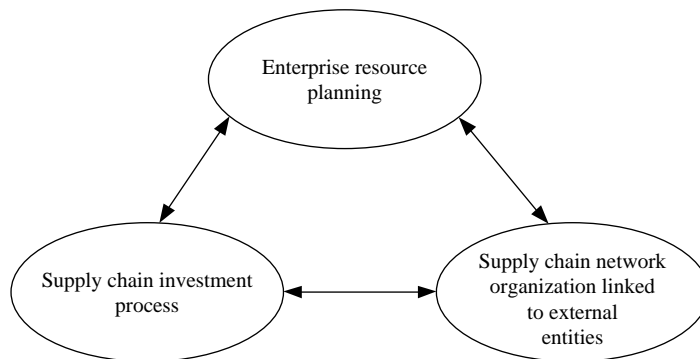 Enterprise resource
planning
Supply chain investment
process
Supply chain network
organization linked
to external
entities